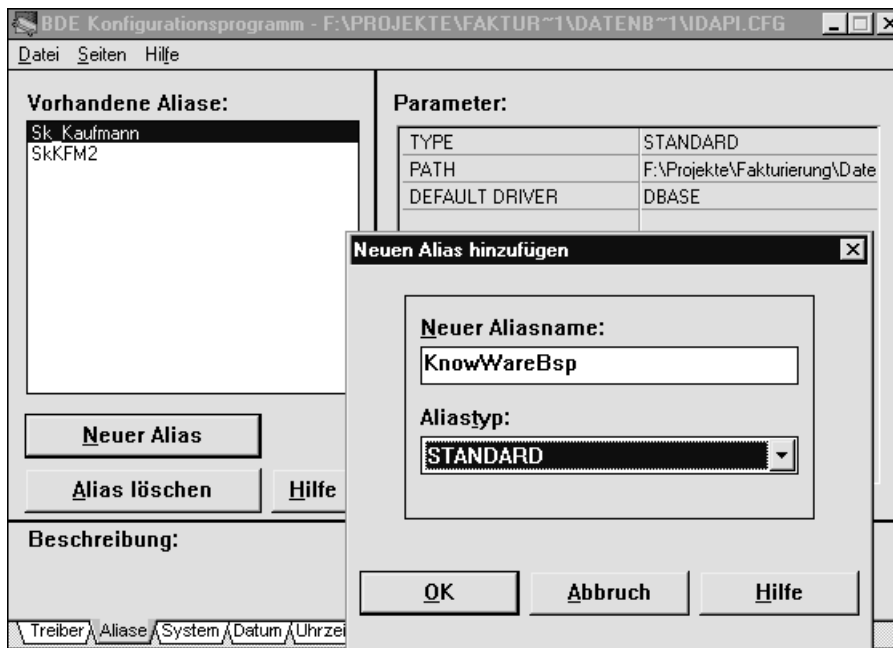 BDE Konfigurationsprogramm - F:\PROJEKTE\FAKTUR~1\DATENB~1\IDAPI.CFG
Datei Seiten Hilfe
Vorhandene Aliase:
Sk_Kaufmann
SkKFM2
Neuer Alias
Alias löschen
Hilfe
Parameter:
TYPE STANDARD
PATH F:\Projekte\Fakturierung\Date
DEFAULT DRIVER DBASE
Neuen Alias hinzufügen
Neuer Aliasname:
KnowWareBsp
Aliastyp:
STANDARD
OK Abbruch Hilfe
Beschreibung:
Treiber Aliase System Datum Uhrzei